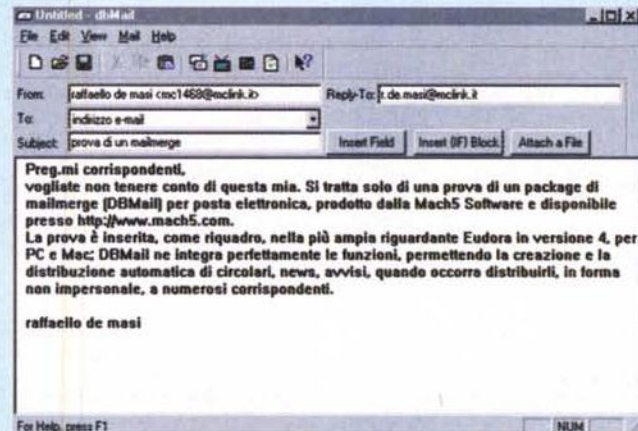 Untitled - dbMail
File Edit View Mail Help
From: raffaello de masi <mc1468@mclink.it> Reply-To: r.de.masi@mclink.it
To: indirizzo e-mail
Subject: prova di un mailmerge Insert Field Insert (IF) Block Attach a File
Preg.mi corrispondenti,
vogliate non tenere conto di questa mia. Si tratta solo di una prova di un package di
mailmerge (DBMail) per posta elettronica, prodotto dalla Mach5 Software e disponibile
presso http://www.mach5.com.
La prova è inserita, come riquadro, nella più ampia riguardante Eudora in versione 4, per
PC e Mac; DBMail ne integra perfettamente le funzioni, permettendo la creazione e la
distribuzione automatica di circolari, news, avvisi, quando occorra distribuirli, in forma
non impersonale, a numerosi corrispondenti.
raffaello de masi
For Help, press F1 NUM